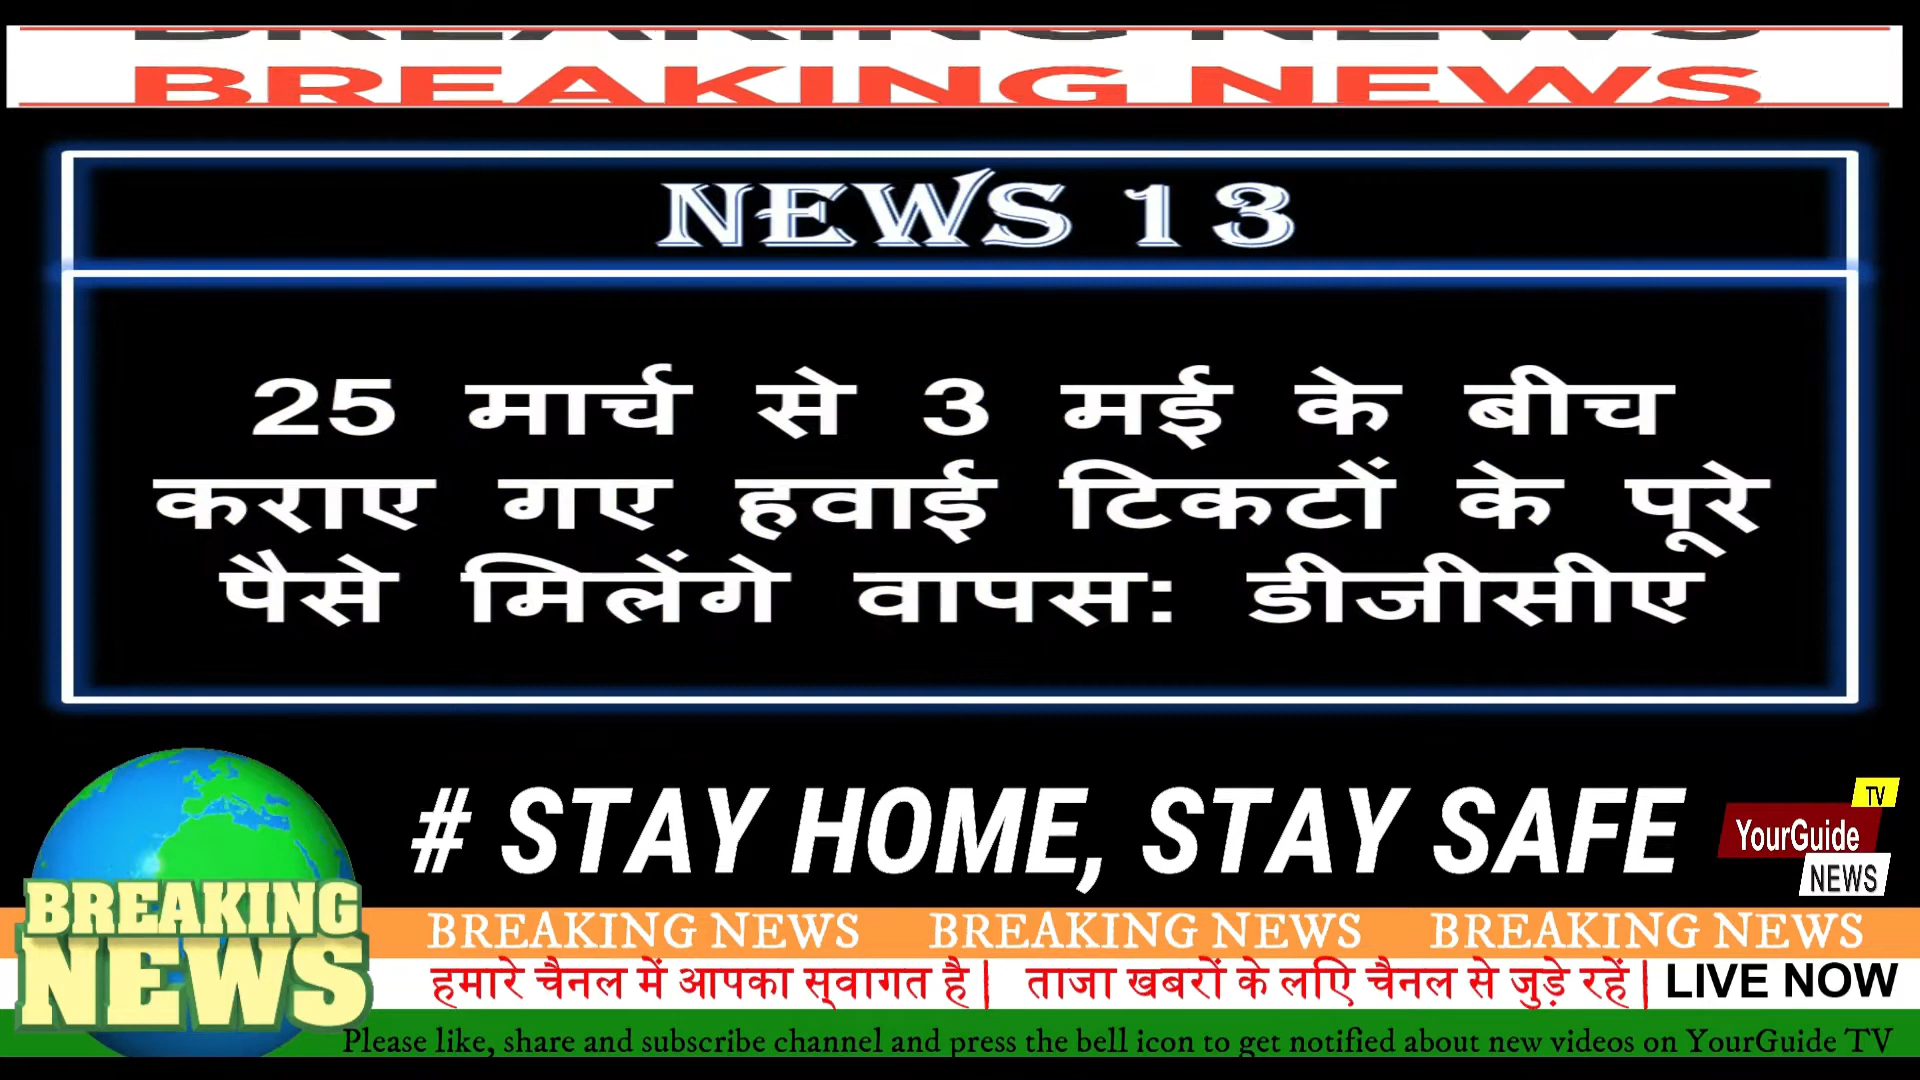 BREAKING NEWS
BREAKING NEWS
NEWS 13
25 मार्च से 3 मई के बीच
कराए गए हवाई टिकटों के पूरे
पैसे मिलेंगे वापस: डीजीसीए
# STAY HOME, STAY SAFE
TV
YourGuide
NEWS
BREAKING
NEWS
BREAKING NEWS BREAKING NEWS BREAKING NEWS
हमारे चैनल में आपका स्वागत है| ताजा खबरों के लिए चैनल से जुड़े रहें| LIVE NOW
Please like, share and subscribe channel and press the bell icon to get notified about new videos on YourGuide TV